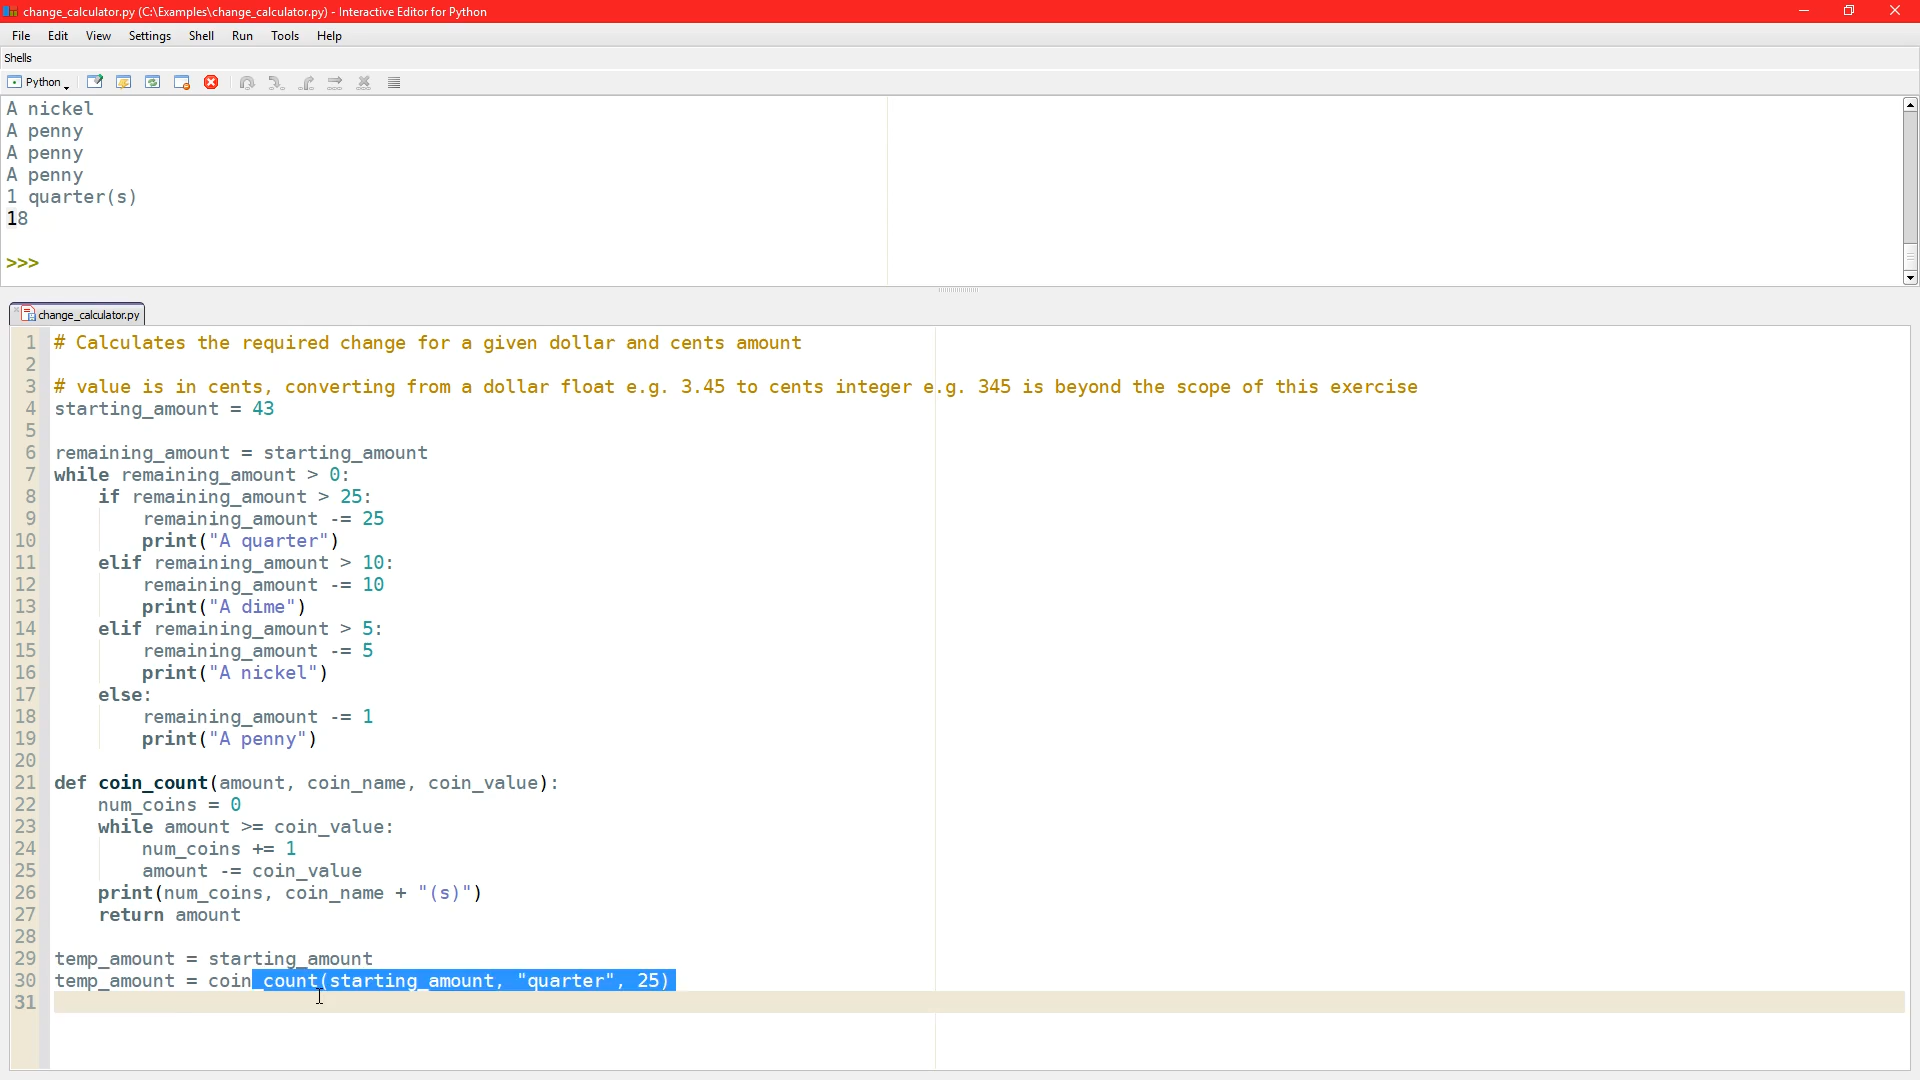 change_calculator.py (C:\Examples\change_calculator.py) - Interactive Editor for Python
File Edit View Settings Shell Run Tools Help
Shells
Python
A nickel
A penny
A penny
A penny
1 quarter(s)
18
>>>
change_calculator.py
1 # Calculates the required change for a given dollar and cents amount
2
3 # value is in cents, converting from a dollar float e.g. 3.45 to cents integer e.g. 345 is beyond the scope of this exercise
4 starting_amount = 43
5
6 remaining_amount = starting_amount
7 while remaining_amount > 0:
8     if remaining_amount > 25:
9         remaining_amount -= 25
10         print("A quarter")
11     elif remaining_amount > 10:
12         remaining_amount -= 10
13         print("A dime")
14     elif remaining_amount > 5:
15         remaining_amount -= 5
16         print("A nickel")
17     else:
18         remaining_amount -= 1
19         print("A penny")
20
21 def coin_count(amount, coin_name, coin_value):
22     num_coins = 0
23     while amount >= coin_value:
24         num_coins += 1
25         amount -= coin_value
26     print(num_coins, coin_name + "(s)")
27     return amount
28
29 temp_amount = starting_amount
30 temp_amount = coin_count(starting_amount, "quarter", 25)
31